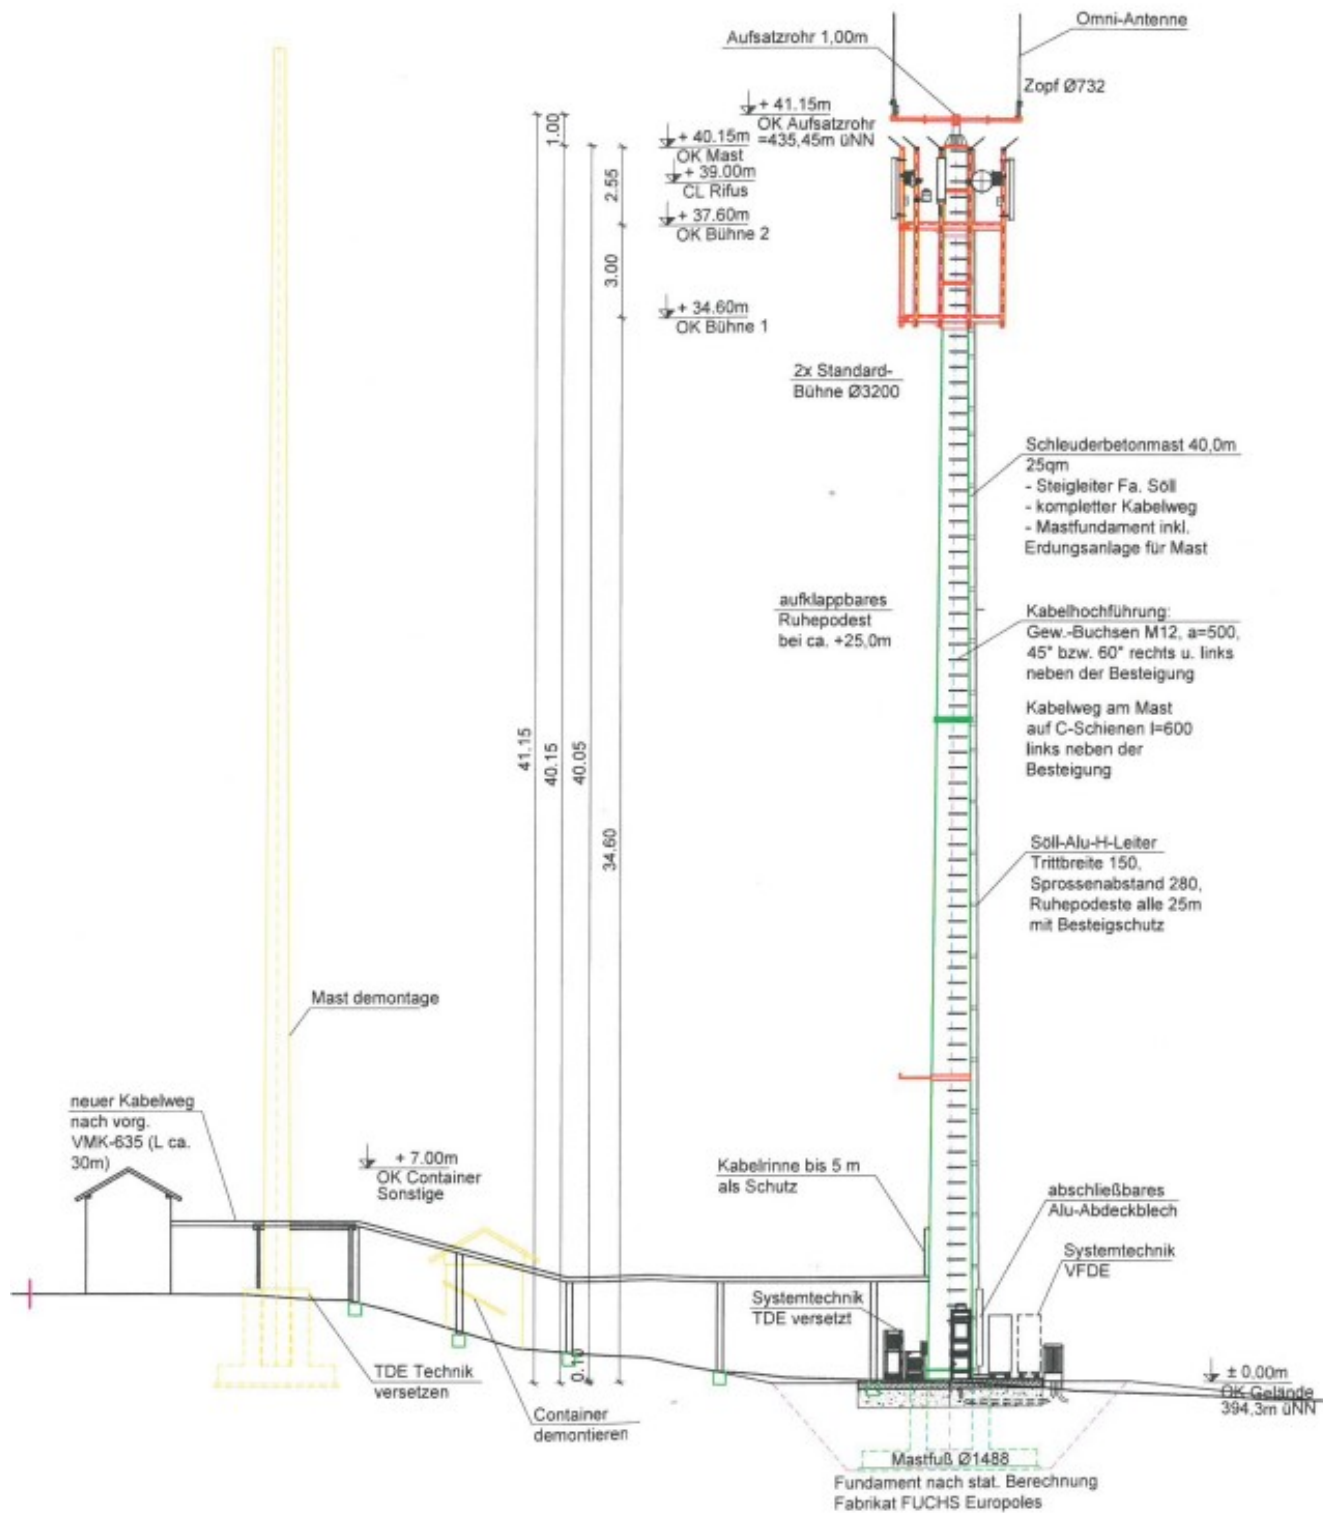 Omni-Antenne
Aufsatzrohr 1,00m
Zopf Ø732
+ 41.15m
OK Aufsatzrohr
=435,45m üNN
+ 40.15m
OK Mast
+ 39.00m
CL Rifus
+ 37.60m
OK Bühne 2
+ 34.60m
OK Bühne 1
1.00
2.55
3.00
2x Standard-
Bühne Ø3200
Schleuderbetonmast 40,0m
25qm
- Steigleiter Fa. Söll
- kompletter Kabelweg
- Mastfundament inkl.
Erdungsanlage für Mast
aufklappbares
Ruhepodest
bei ca. +25,0m
Kabelhochführung:
Gew.-Buchsen M12, a=500,
45° bzw. 60° rechts u. links
neben der Besteigung
Kabelweg am Mast
auf C-Schienen l=600
links neben der
Besteigung
41.15
40.15
40.05
34.60
Söll-Alu-H-Leiter
Trittbreite 150,
Sprossenabstand 280,
Ruhepodeste alle 25m
mit Besteigschutz
Mast demontage
neuer Kabelweg
nach vorg.
VMK-635 (L ca.
30m)
+ 7.00m
OK Container
Sonstige
Kabelrinne bis 5 m
als Schutz
abschließbares
Alu-Abdeckblech
Systemtechnik
VFDE
Systemtechnik
TDE versetzt
0.10
TDE Technik
versetzen
Container
demontieren
± 0.00m
OK Gelände
394,3m üNN
Mastfuß Ø1488
Fundament nach stat. Berechnung
Fabrikat FUCHS Europoles